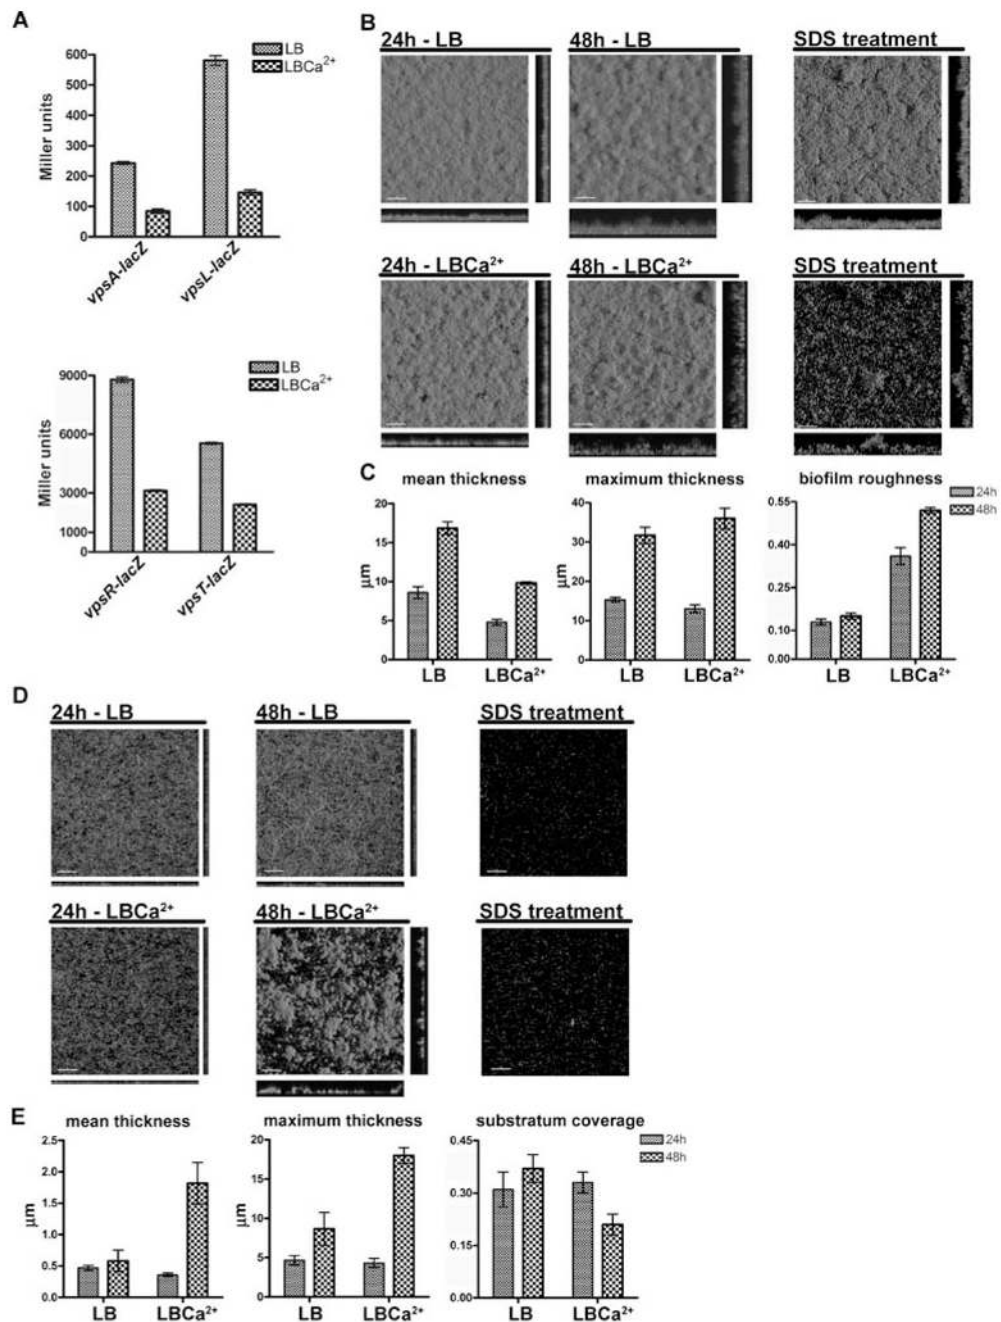 A
Miller units
600
500
400
300
200
100
0
LB
LBCa²⁺
vpsA-lacZ
vpsL-lacZ
Miller units
9000
6000
3000
1000
0
LB
LBCa²⁺
vpsR-lacZ
vpsT-lacZ
B
24h - LB
48h - LB
SDS treatment
24h - LBCa²⁺
48h - LBCa²⁺
SDS treatment
C
mean thickness
µm
20
15
10
5
0
LB
LBCa²⁺
maximum thickness
µm
40
30
20
10
0
LB
LBCa²⁺
biofilm roughness
0.55
0.40
0.25
0.10
0.00
LB
LBCa²⁺
24h
48h
D
24h - LB
48h - LB
SDS treatment
24h - LBCa²⁺
48h - LBCa²⁺
SDS treatment
E
mean thickness
µm
2.5
2.0
1.5
1.0
0.5
0.0
LB
LBCa²⁺
maximum thickness
µm
20
15
10
5
0
LB
LBCa²⁺
substratum coverage
0.45
0.30
0.15
0.00
LB
LBCa²⁺
24h
48h